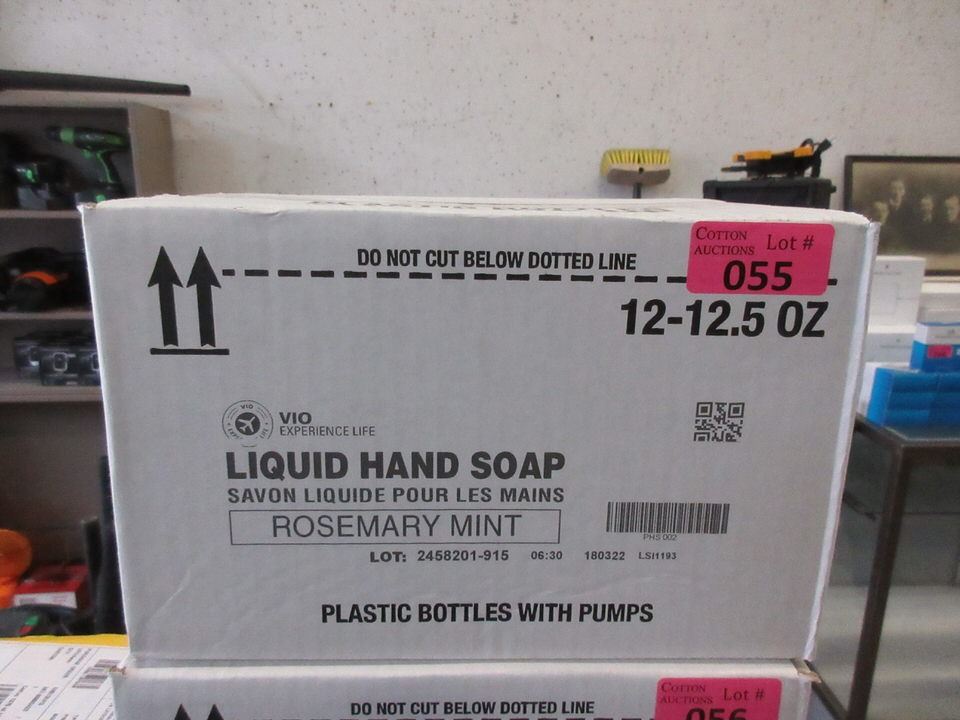 COTTON
AUCTIONS
Lot #
055
DO NOT CUT BELOW DOTTED LINE
12-12.5 OZ
VIO
VIO
EXPERIENCE LIFE
LIQUID HAND SOAP
SAVON LIQUIDE POUR LES MAINS
ROSEMARY MINT
PHS 002
LOT: 2458201-915 06:30 180322 LSI1193
PLASTIC BOTTLES WITH PUMPS
COTTON
AUCTIONS
Lot #
056
DO NOT CUT BELOW DOTTED LINE